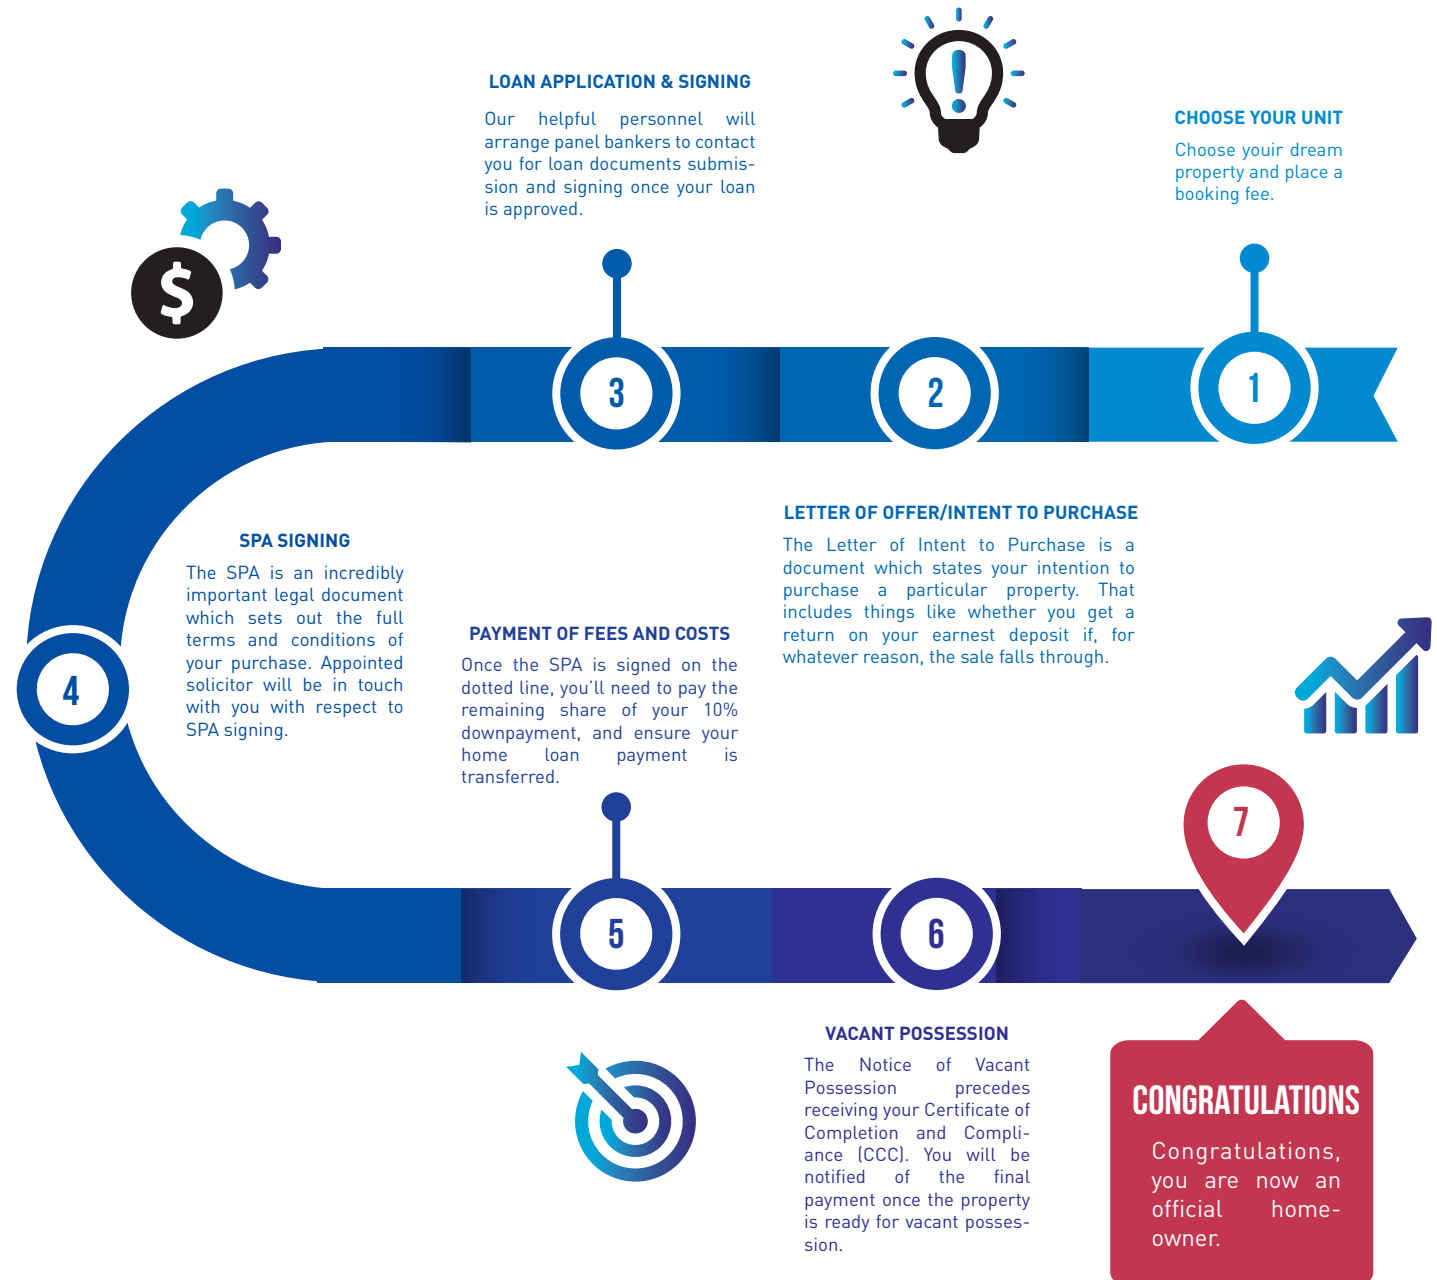 CHOOSE YOUR UNIT
Choose youir dream
property and place a
booking fee.
1
2
LETTER OF OFFER/INTENT TO PURCHASE
The Letter of Intent to Purchase is a
document which states your intention to
purchase a particular property. That
includes things like whether you get a
return on your earnest deposit if, for
whatever reason, the sale falls through.
LOAN APPLICATION & SIGNING
Our helpful personnel will
arrange panel bankers to contact
you for loan documents submis-
sion and signing once your loan
is approved.
3
$
4
SPA SIGNING
The SPA is an incredibly
important legal document
which sets out the full
terms and conditions of
your purchase. Appointed
solicitor will be in touch
with you with respect to
SPA signing.
PAYMENT OF FEES AND COSTS
Once the SPA is signed on the
dotted line, you'll need to pay the
remaining share of your 10%
downpayment, and ensure your
home loan payment is
transferred.
5
6
VACANT POSSESSION
The Notice of Vacant
Possession precedes
receiving your Certificate of
Completion and Compli-
ance (CCC). You will be
notified of the final
payment once the property
is ready for vacant posses-
sion.
7
CONGRATULATIONS
Congratulations,
you are now an
official home-
owner.